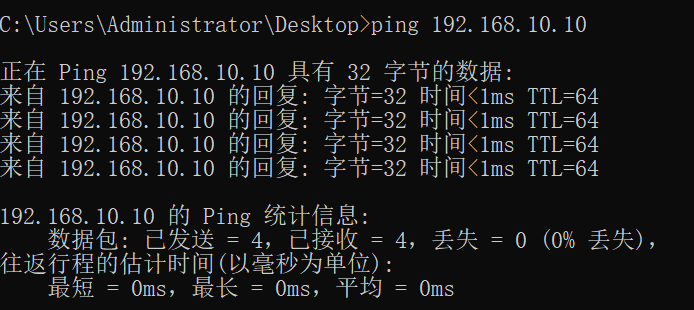 C:\Users\Administrator\Desktop>ping 192.168.10.10
正在 Ping 192.168.10.10 具有 32 字节的数据:
来自 192.168.10.10 的回复: 字节=32 时间<1ms TTL=64
来自 192.168.10.10 的回复: 字节=32 时间<1ms TTL=64
来自 192.168.10.10 的回复: 字节=32 时间<1ms TTL=64
来自 192.168.10.10 的回复: 字节=32 时间<1ms TTL=64
192.168.10.10 的 Ping 统计信息:
数据包: 已发送 = 4，已接收 = 4，丢失 = 0 (0% 丢失)，
往返行程的估计时间(以毫秒为单位):
最短 = 0ms，最长 = 0ms，平均 = 0ms